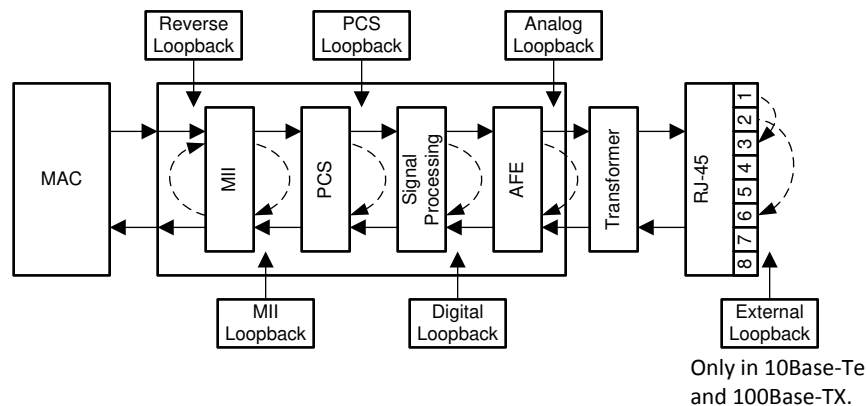 Reverse
Loopback
PCS
Loopback
Analog
Loopback
MAC
MII
PCS
Signal
Processing
AFE
Transformer
RJ-45
1
2
3
4
5
6
7
8
MII
Loopback
Digital
Loopback
External
Loopback
Only in 10Base-Te
and 100Base-TX.